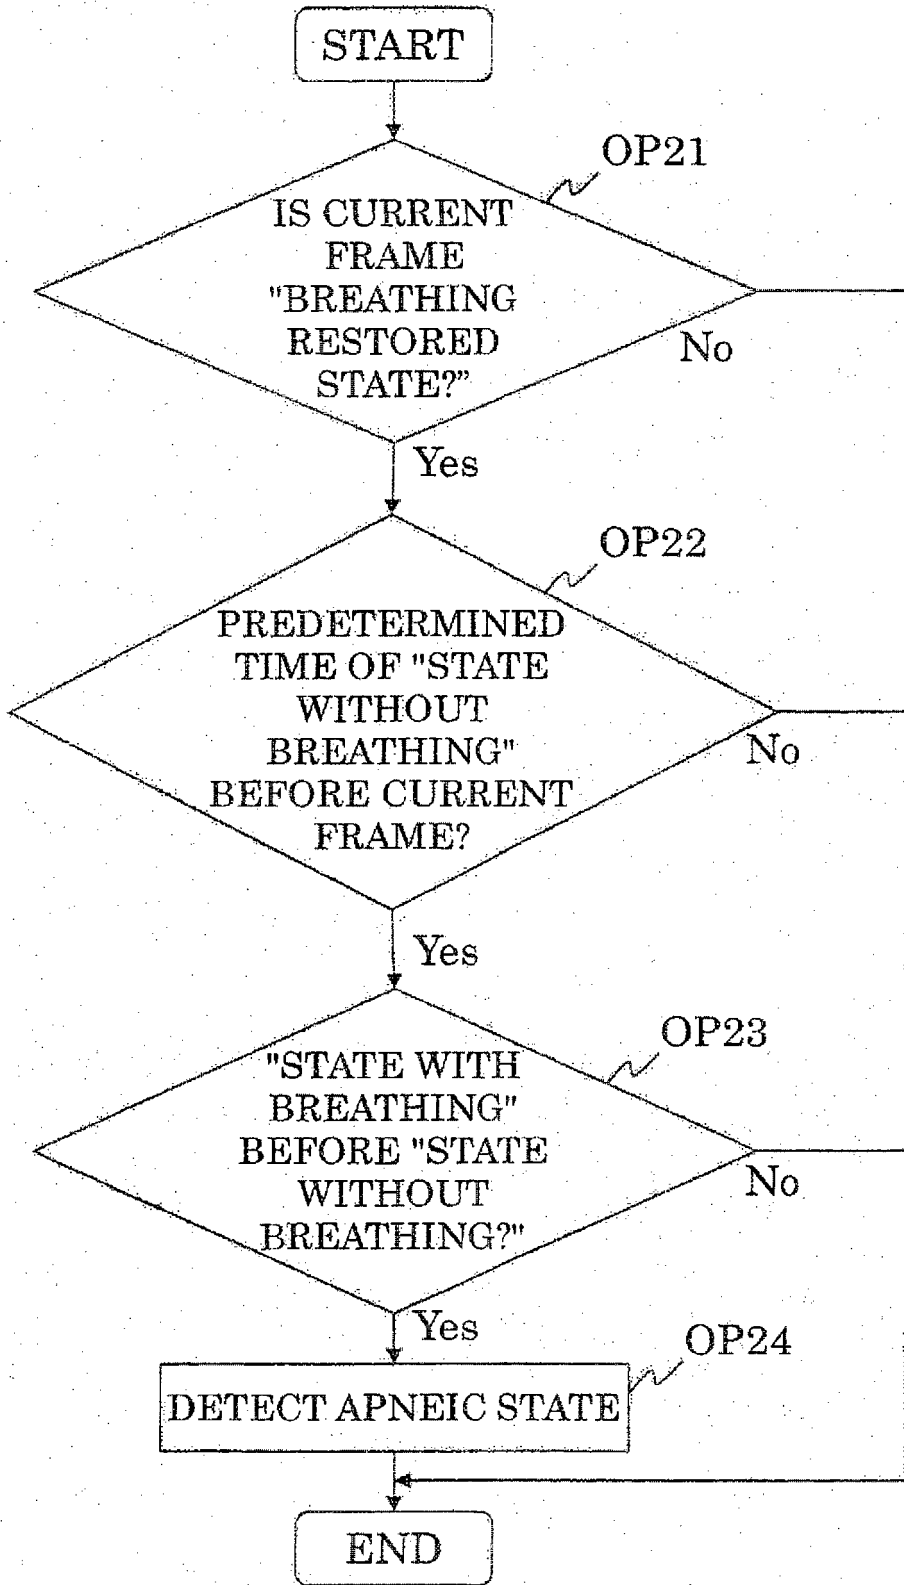 START
OP21
IS CURRENT
FRAME
"BREATHING
RESTORED
STATE?"
No
Yes
OP22
PREDETERMINED
TIME OF "STATE
WITHOUT
BREATHING"
BEFORE CURRENT
FRAME?
No
Yes
OP23
"STATE WITH
BREATHING"
BEFORE "STATE
WITHOUT
BREATHING?"
No
Yes
OP24
DETECT APNEIC STATE
END